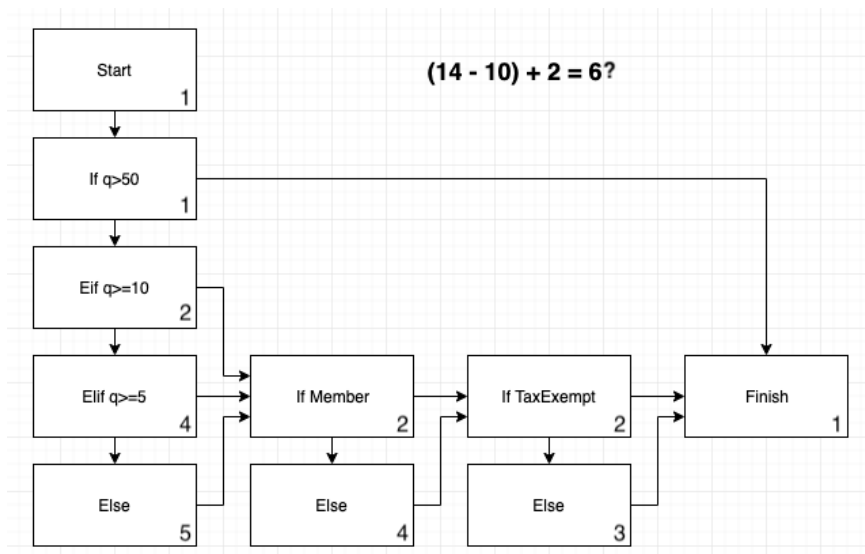 Start
1
(14 - 10) + 2 = 6?
If q>50
1
Eif q>=10
2
Elif q>=5
4
If Member
2
If TaxExempt
2
Finish
1
Else
5
Else
4
Else
3